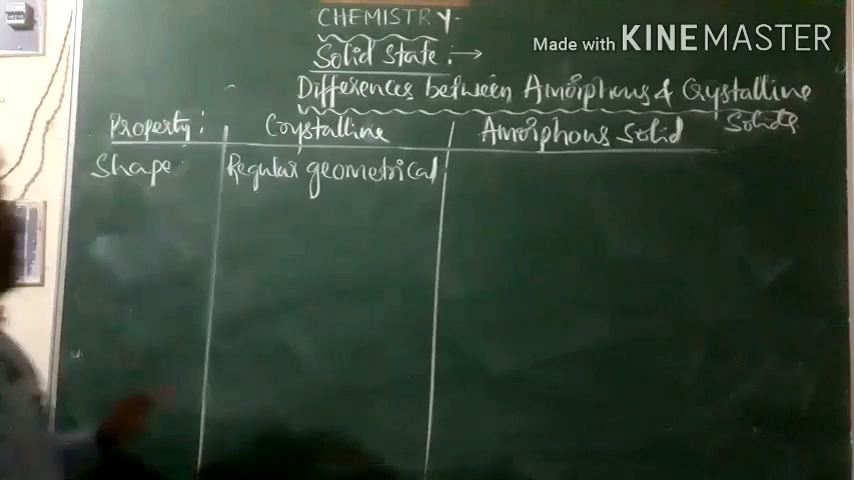 CHEMISTRY-
Made with KINEMASTER
Solid State :→
Differences between Amorphous & Crystalline
Solids
Property : Crystalline Amorphous Solid
Shape Regular geometrical